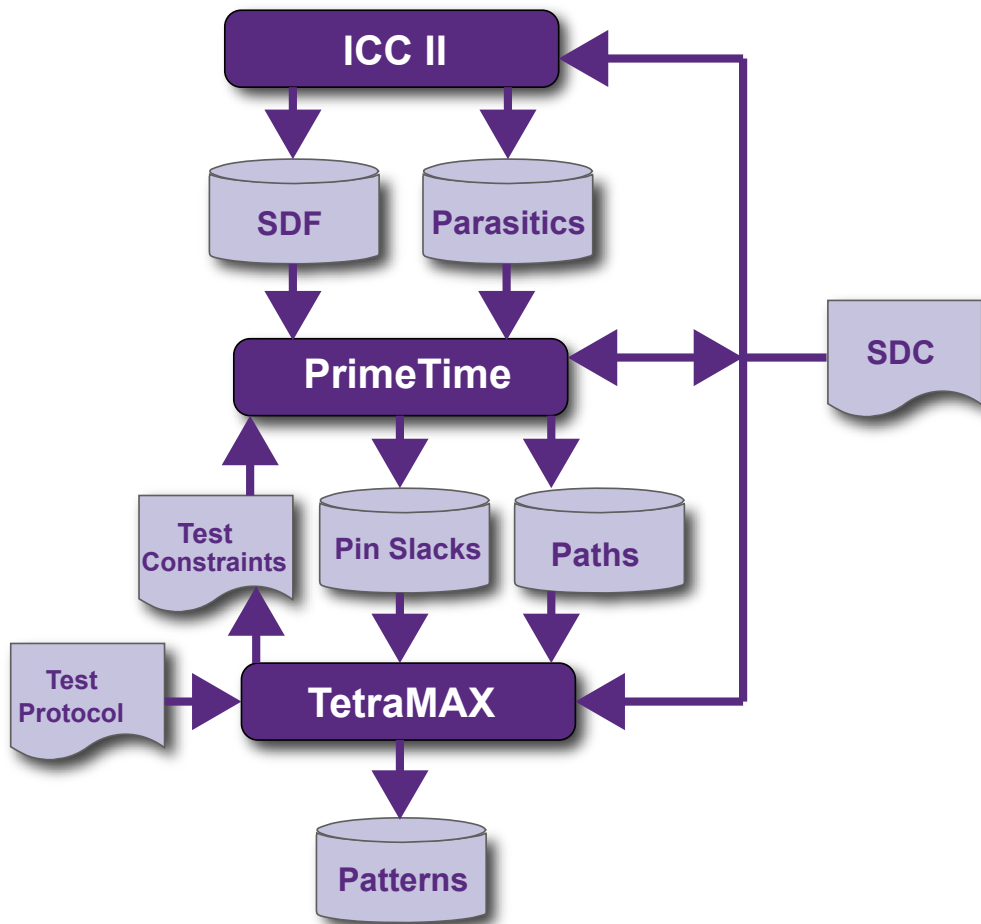 ICC II
SDF
Parasitics
PrimeTime
SDC
Test
Constraints
Pin Slacks
Paths
Test
Protocol
TetraMAX
Patterns